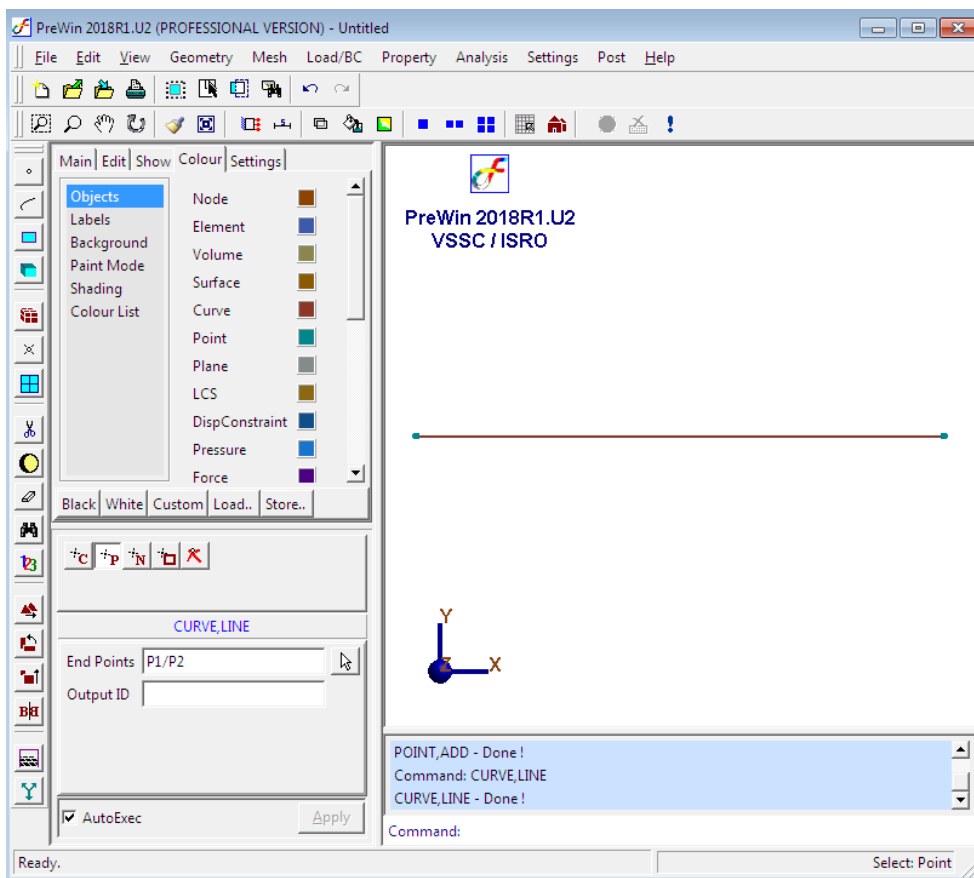 PreWin 2018R1.U2 (PROFESSIONAL VERSION) - Untitled
File Edit View Geometry Mesh Load/BC Property Analysis Settings Post Help
Main Edit Show Colour Settings
Objects
Labels
Background
Paint Mode
Shading
Colour List
Node
Element
Volume
Surface
Curve
Point
Plane
LCS
DispConstraint
Pressure
Force
Black White Custom Load.. Store..
C P N
CURVE,LINE
End Points P1/P2
Output ID
AutoExec Apply
PreWin 2018R1.U2
VSSC / ISRO
Y
Z X
POINT,ADD - Done !
Command: CURVE,LINE
CURVE,LINE - Done !
Command:
Ready. Select: Point